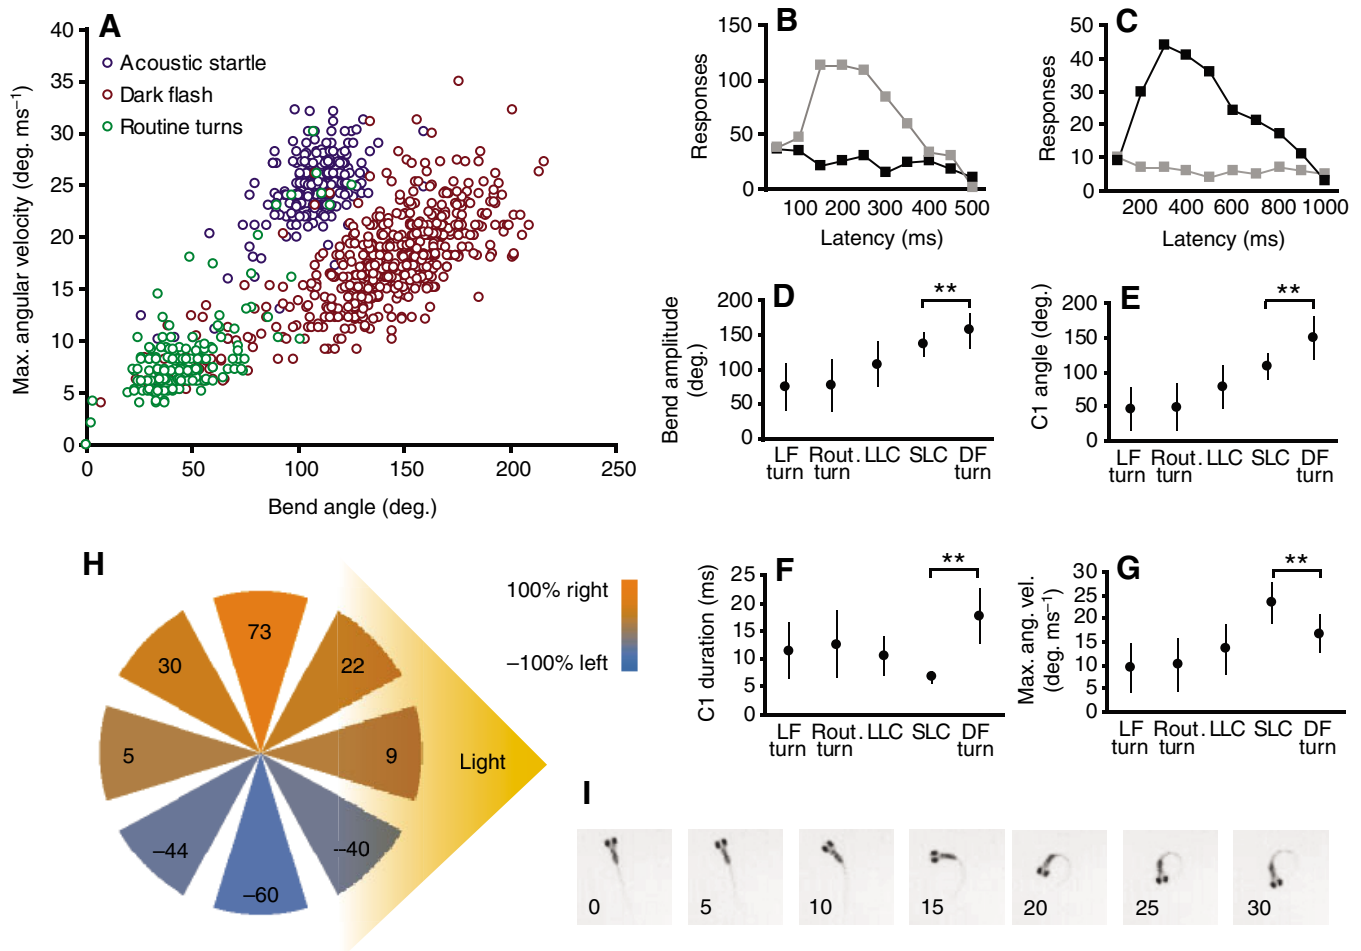 A
40
35
30
25
20
15
10
5
0
Max. angular velocity (deg. ms⁻¹)
Acoustic startle
Dark flash
Routine turns
0
50
100
150
200
250
Bend angle (deg.)
B
150
100
50
0
Responses
100 200 300 400 500
Latency (ms)
C
50
40
30
20
10
0
Responses
200 400 600 800 1000
Latency (ms)
D
**
200
150
100
50
0
Bend amplitude
(deg.)
LF Rout. LLC SLC DF
turn turn turn
E
**
200
150
100
50
0
C1 angle (deg.)
LF Rout. LLC SLC DF
turn turn turn
F
**
25
20
15
10
5
0
C1 duration (ms)
LF Rout. LLC SLC DF
turn turn turn
G
**
30
25
20
15
10
5
0
Max. ang. vel.
(deg. ms⁻¹)
LF Rout. LLC SLC DF
turn turn turn
H
100% right
–100% left
73
30
22
5
9
–44
–40
–60
Light
I
0
5
10
15
20
25
30